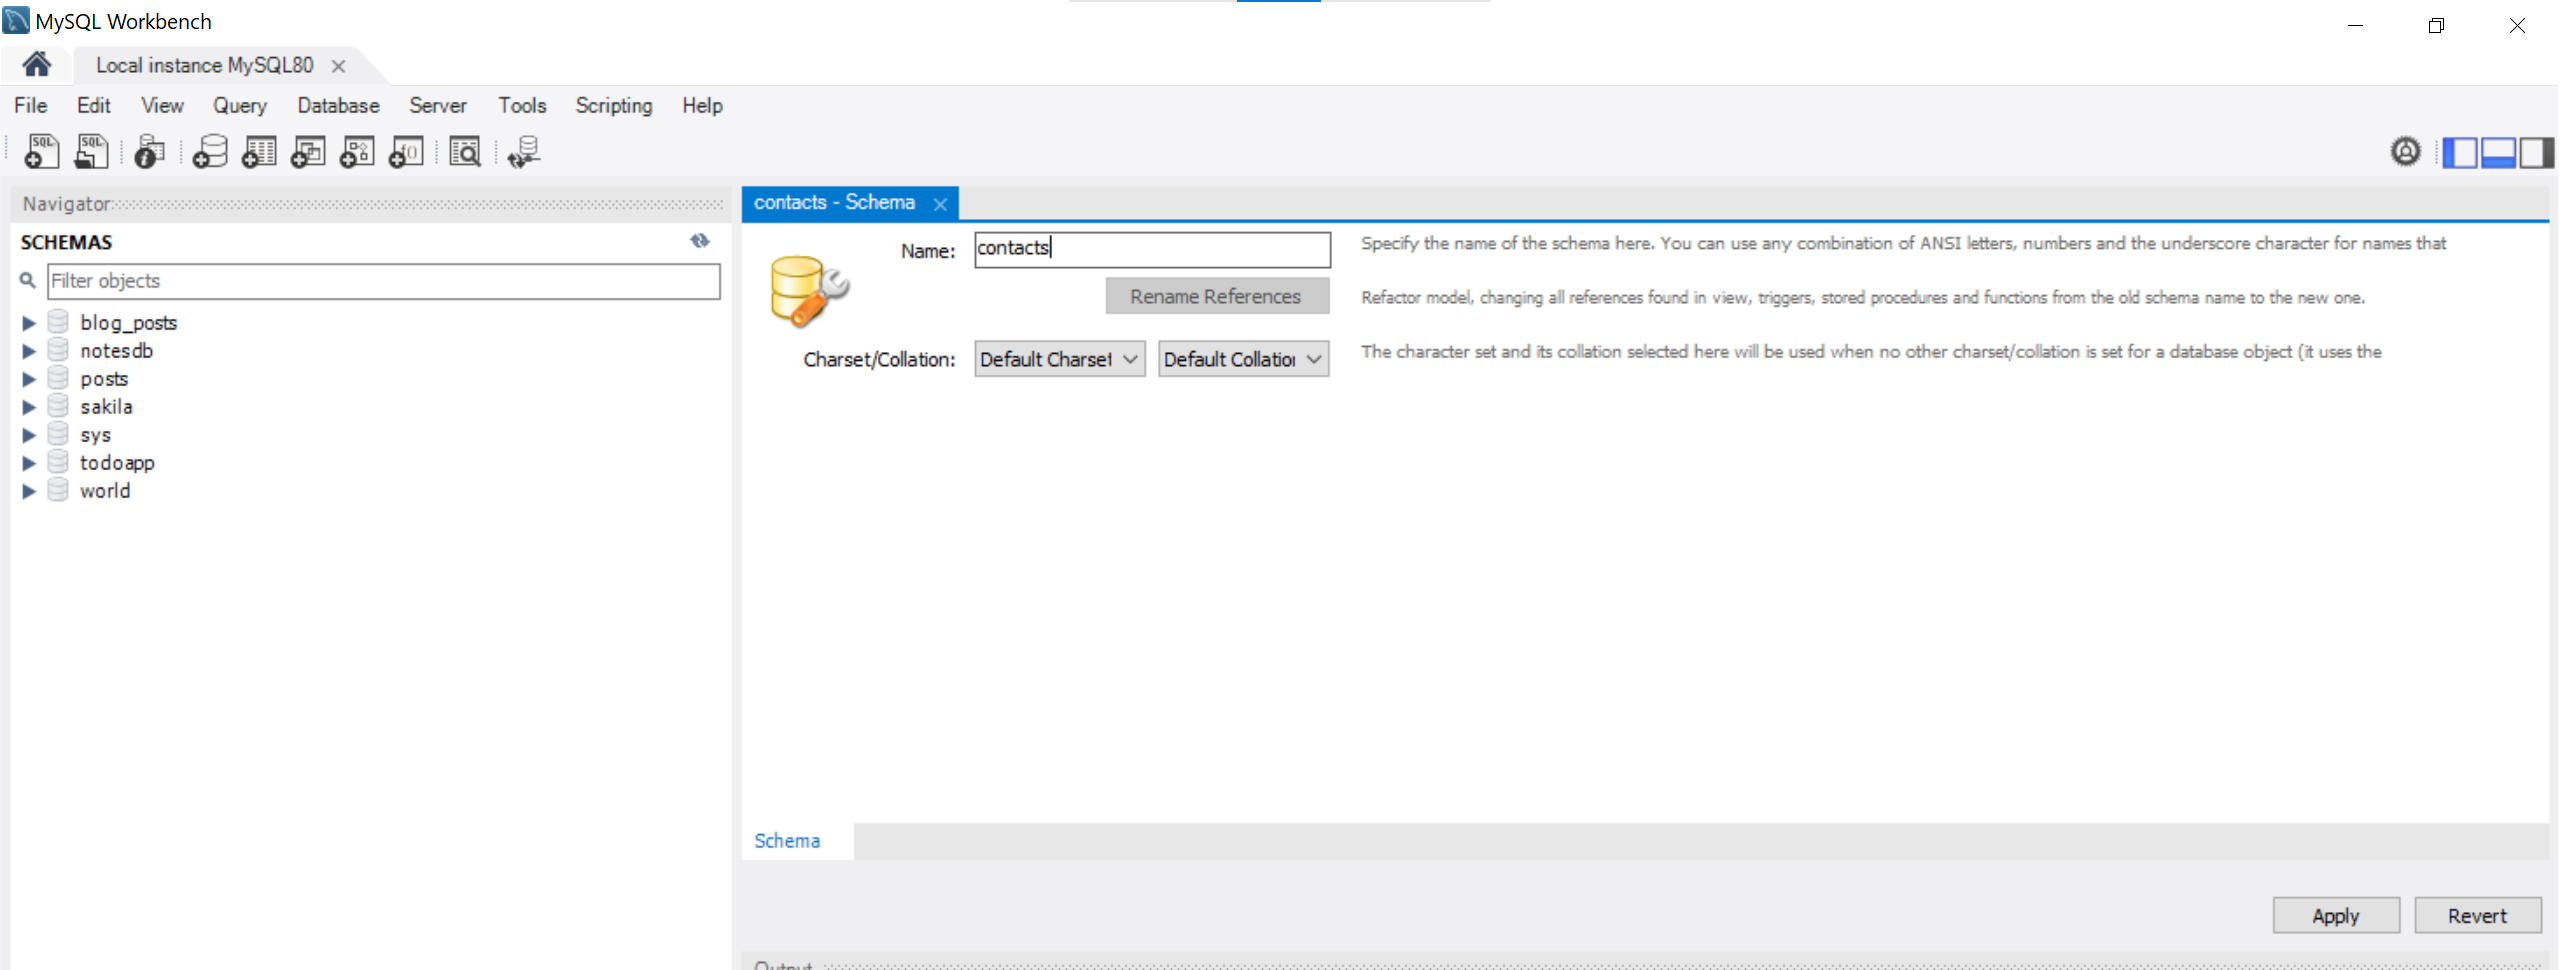 MySQL Workbench
Local instance MySQL80
File Edit View Query Database Server Tools Scripting Help
SQL SQL f()
Navigator
SCHEMAS
Filter objects
blog_posts
notesdb
posts
sakila
sys
todoapp
world
contacts - Schema
Name: contacts
Specify the name of the schema here. You can use any combination of ANSI letters, numbers and the underscore character for names that
Rename References
Refactor model, changing all references found in view, triggers, stored procedures and functions from the old schema name to the new one.
Charset/Collation: Default Charset Default Collation
The character set and its collation selected here will be used when no other charset/collation is set for a database object (it uses the
Schema
Apply Revert
Output